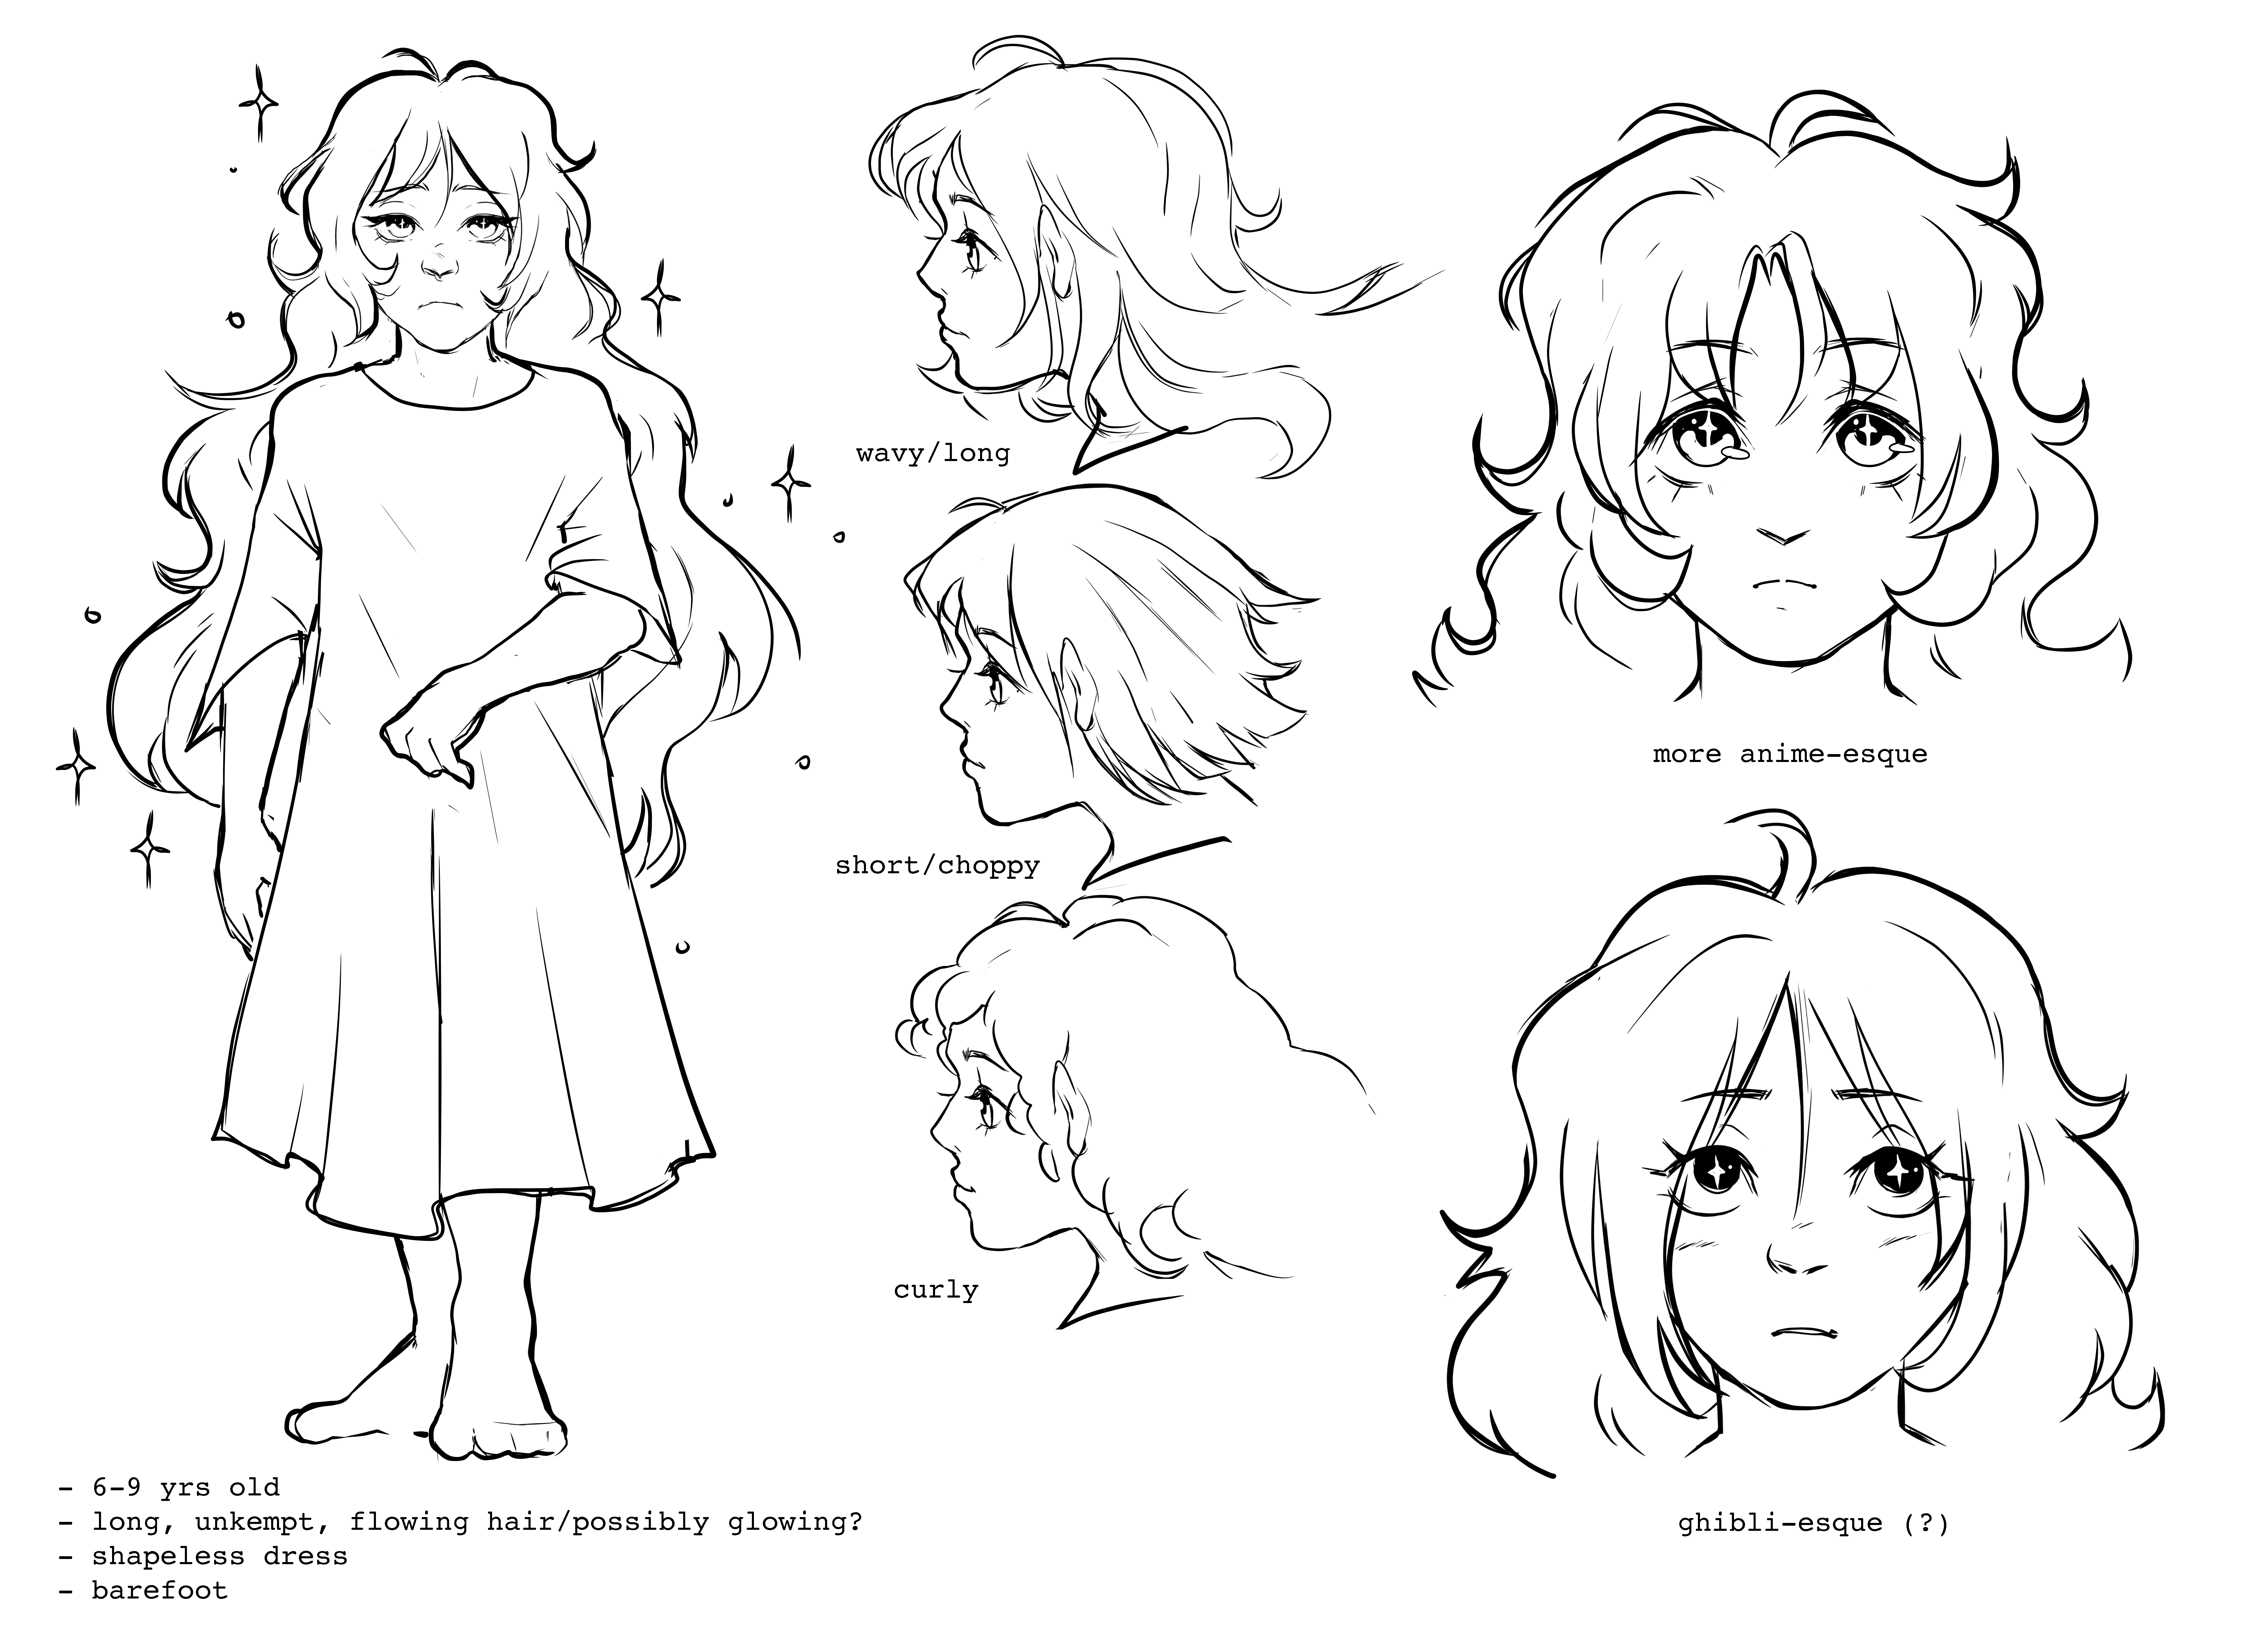 wavy/long
short/choppy
curly
more anime-esque
ghibli-esque (?)
- 6-9 yrs old
- long, unkempt, flowing hair/possibly glowing?
- shapeless dress
- barefoot